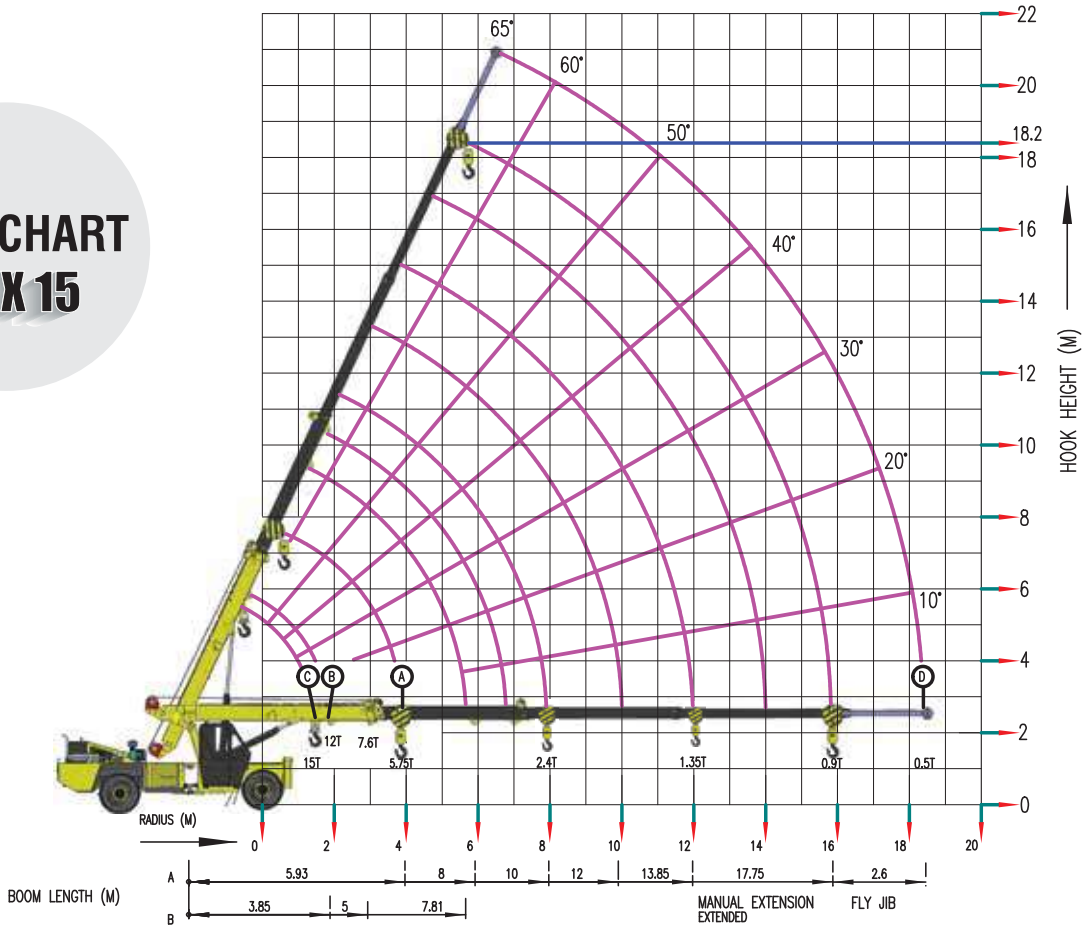 CHART
X 15
65°
60°
50°
40°
30°
20°
10°
22
20
18.2
18
16
14
12
10
8
6
4
2
0
HOOK HEIGHT (M)
C B A D
12T 7.6T
15T 5.75T 2.4T 1.35T 0.9T 0.5T
RADIUS (M)
0 2 4 6 8 10 12 14 16 18 20
A 5.93 8 10 12 13.85 17.75 2.6
BOOM LENGTH (M)
B 3.85 5 7.81
MANUAL EXTENSION FLY JIB
EXTENDED